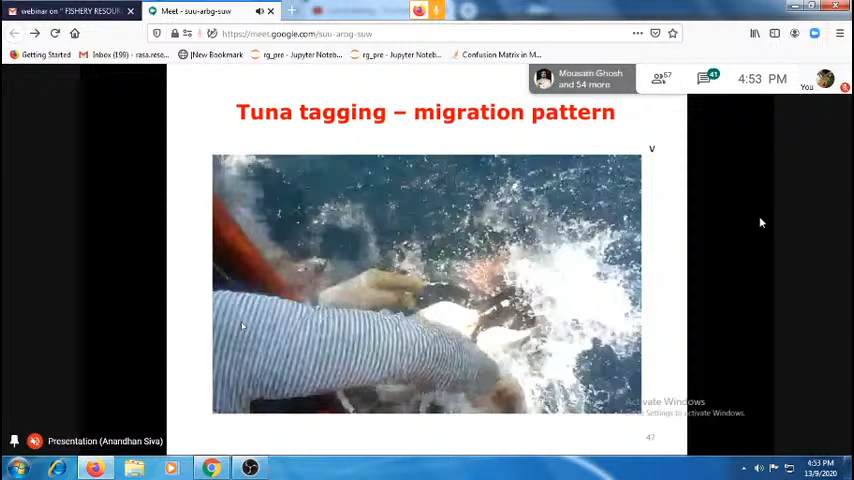 webinar on " FISHERY RESOUR
Meet - suu-arbg-suw
https://meet.google.com/suu-arog-suw
Getting Started
Inbox (199) - rasa.rese...
|New Bookmark
rg_pre - Jupyter Noteb...
rg_pre - Jupyter Noteb...
Confusion Matrix in M...
Mousam Ghosh
and 54 more
57
41
4:53 PM
You
Tuna tagging – migration pattern
v
Activate Windows
to Settings to activate Windows.
47
Presentation (Anandhan Siva)
4:53 PM
13/9/2020